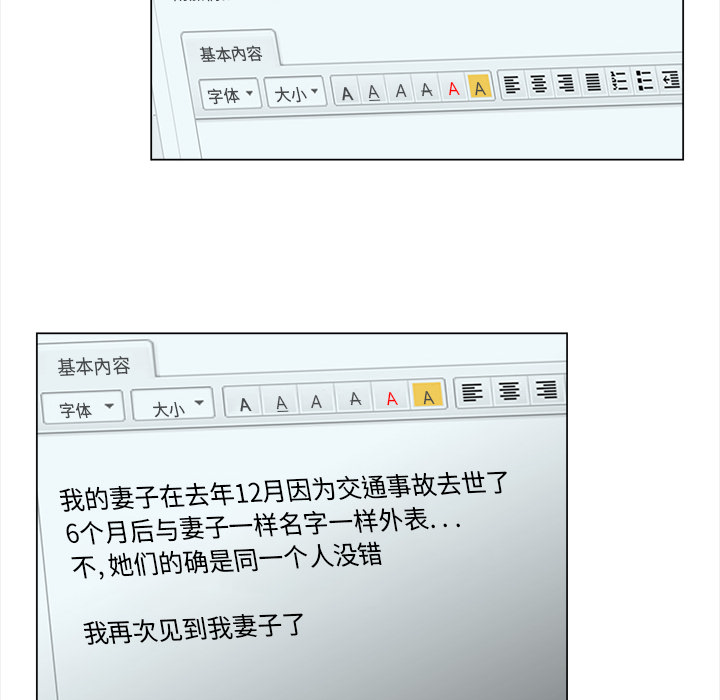 基本內容
字体 大小 A A A A A A
基本內容
字体 大小 A A A A A A
我的妻子在去年12月因为交通事故去世了
6个月后与妻子一样名字一样外表...
不,她们的确是同一个人没错
我再次见到我妻子了